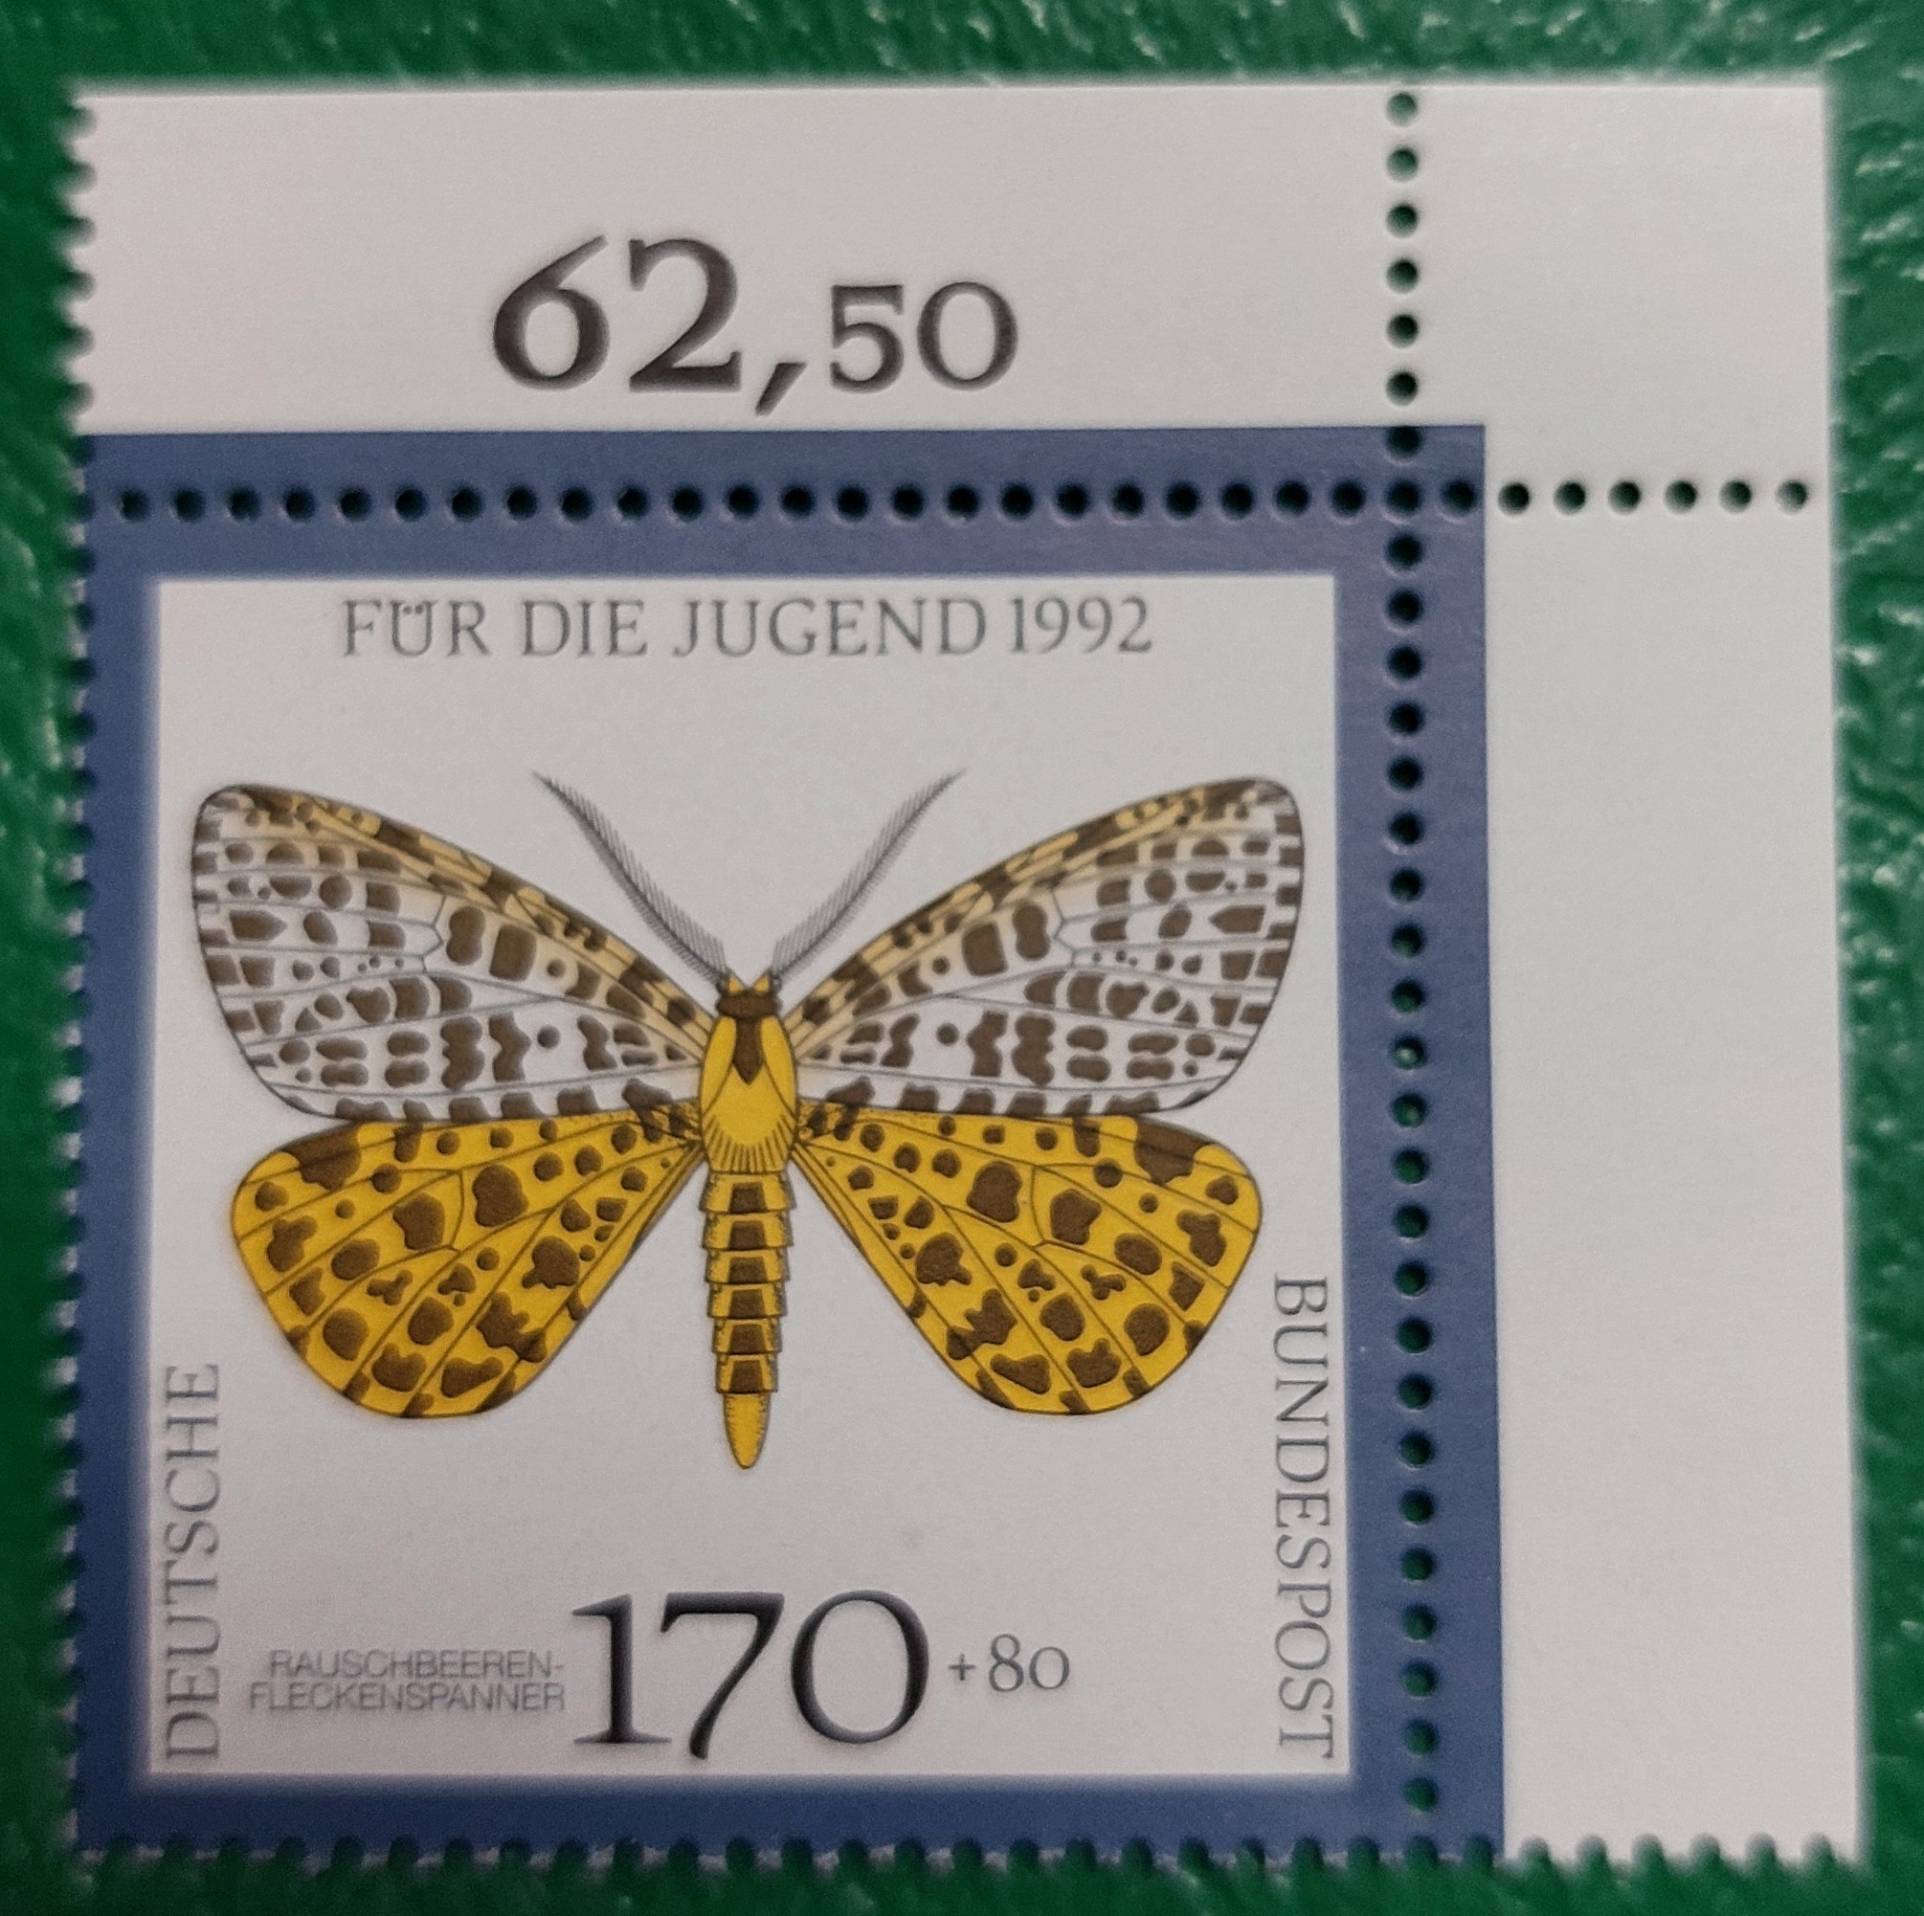 62,50
FÜR DIE JUGEND 1992
DEUTSCHE
BUNDESPOST
RAUSCHBEEREN-
FLECKENSPANNER
170 +80